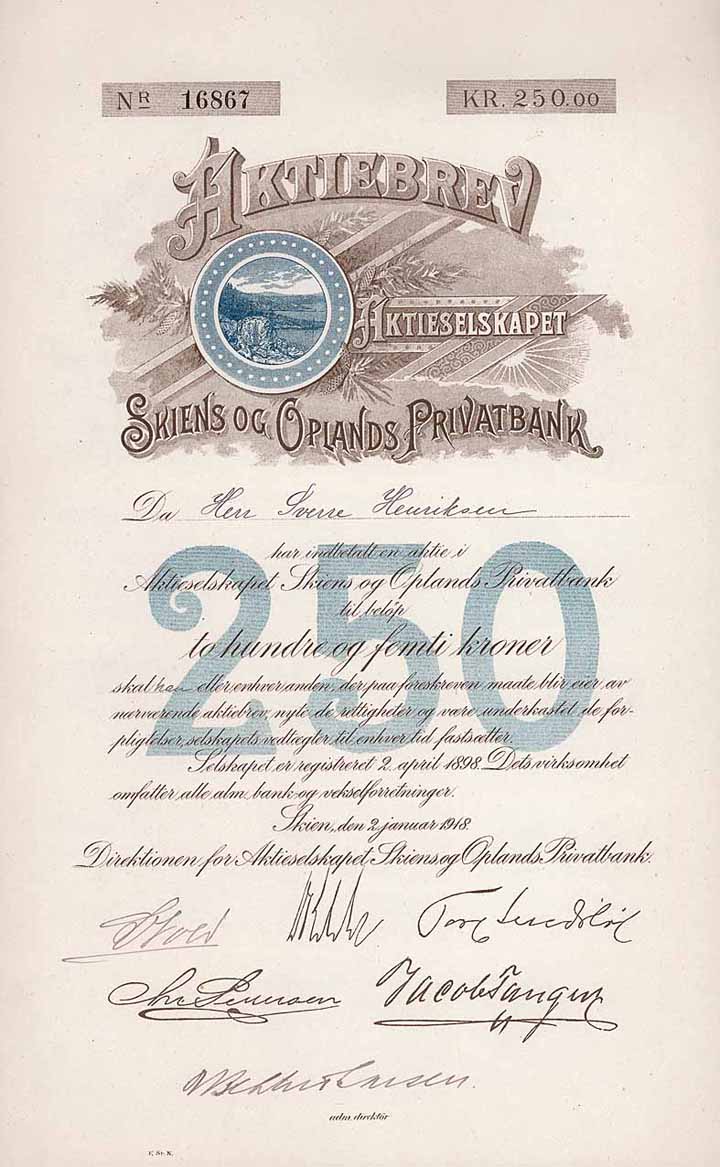 NR 16867
KR. 250.00
AKTIEBREV
AKTIESELSKAPET
SKIENS OG OPLANDS PRIVATBANK
Da Herr Sverre Henriksen
250
har indbetalt en aktie i
Aktieselskapet Skiens og Oplands Privatbank
til beløp
to hundre og femti kroner
skal han eller enhver anden, der paa foreskreven maate blir eier av
nærværende aktiebrev, nyte de rettigheter og være underkastet de for-
pligtelser, selskapets vedtægter til enhver tid fastsætter.
Selskapet er registreret 2. april 1898. Dets virksomhet
omfatter alle alm. bank- og vekselforretninger.
Skien, den 2 januar 1918.
Direktionen for Aktieselskapet Skiens og Oplands Privatbank.
Jacob
adm. direktør